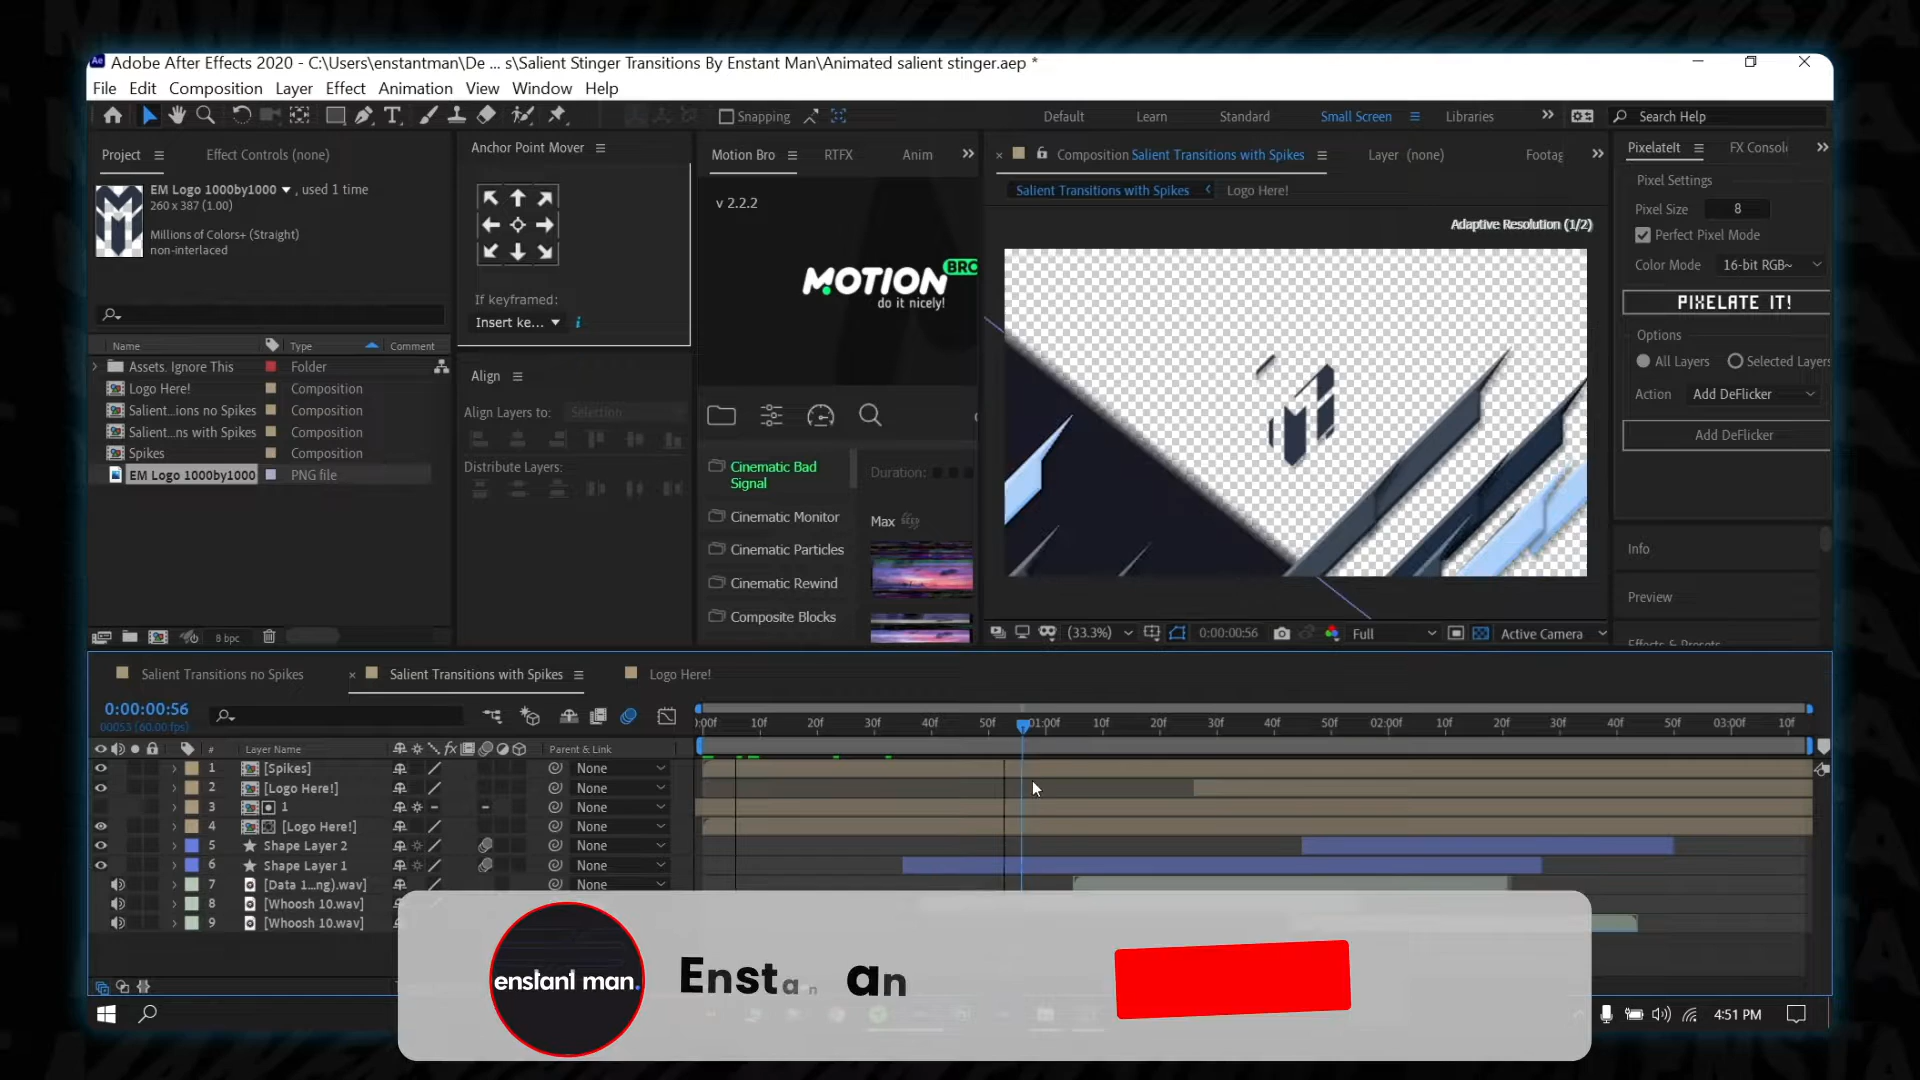 Adobe After Effects 2020 - C:\Users\enstantman\De ... s\Salient Stinger Transitions By Enstant Man\Animated salient stinger.aep *
File Edit Composition Layer Effect Animation View Window Help
Snapping Default Learn Standard Small Screen Libraries Search Help
Project Effect Controls (none)
EM Logo 1000by1000 , used 1 time
260 x 387 (1.00)
Millions of Colors+ (Straight)
non-interlaced
Name Type Comment
Assets. Ignore This Folder
Logo Here! Composition
Salient...ions no Spikes Composition
Salient...ns with Spikes Composition
Spikes Composition
EM Logo 1000by1000 PNG file
8 bpc
Anchor Point Mover
If keyframed:
Insert ke...
Align
Align Layers to: Selection
Distribute Layers:
Motion Bro RTFX Anim
v 2.2.2
MOTION BRO
do it nicely!
Cinematic Bad
Signal
Cinematic Monitor
Cinematic Particles
Cinematic Rewind
Composite Blocks
Duration:
Max
Composition Salient Transitions with Spikes Layer (none) Footag
Salient Transitions with Spikes Logo Here!
Adaptive Resolution (1/2)
(33.3%) 0:00:00:56 Full Active Camera
PixelateIt FX Consol
Pixel Settings
Pixel Size 8
Perfect Pixel Mode
Color Mode 16-bit RGB~
PIXELATE IT!
Options
All Layers Selected Layers
Action Add DeFlicker
Add DeFlicker
Info
Preview
Effects & Presets
Salient Transitions no Spikes Salient Transitions with Spikes Logo Here!
0:00:00:56
00053 (60.00 fps)
:00f 10f 20f 30f 40f 50f 01:00f 10f 20f 30f 40f 50f 02:00f 10f 20f 30f 40f 50f 03:00f 10f
# Layer Name Parent & Link
1 [Spikes] None
2 [Logo Here!] None
3 1 None
4 [Logo Here!] None
5 Shape Layer 2 None
6 Shape Layer 1 None
7 [Data 1...ng).wav] None
8 [Whoosh 10.wav] None
9 [Whoosh 10.wav] None
enstant man. Enstan an
4:51 PM